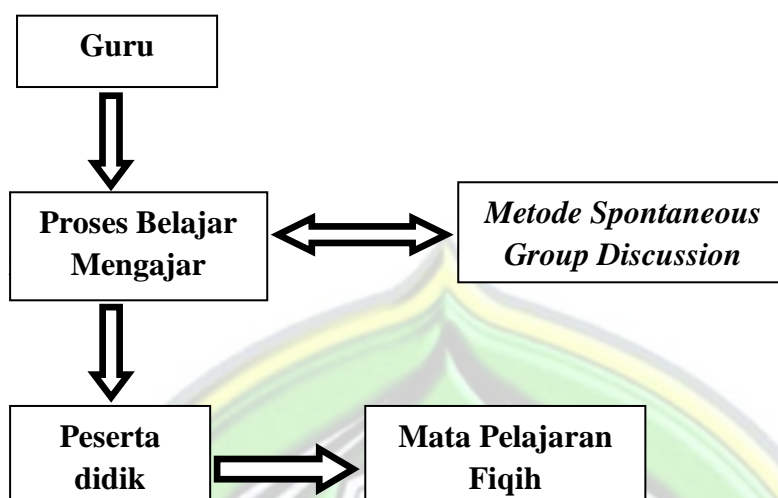 Guru
Proses Belajar
Mengajar
Metode Spontaneous
Group Discussion
Peserta
didik
Mata Pelajaran
Fiqih